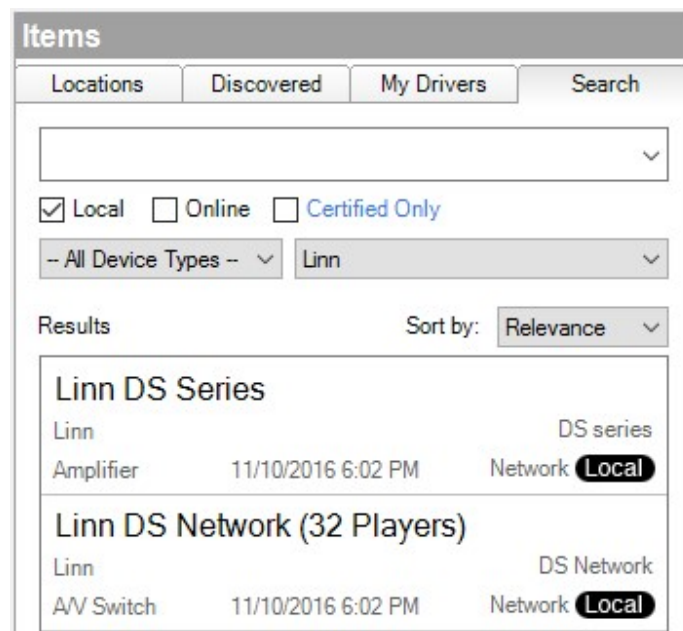 Items
Locations Discovered My Drivers Search
Local Online Certified Only
-- All Device Types -- Linn
Results Sort by: Relevance
Linn DS Series
Linn DS series
Amplifier 11/10/2016 6:02 PM Network Local
Linn DS Network (32 Players)
Linn DS Network
A/V Switch 11/10/2016 6:02 PM Network Local